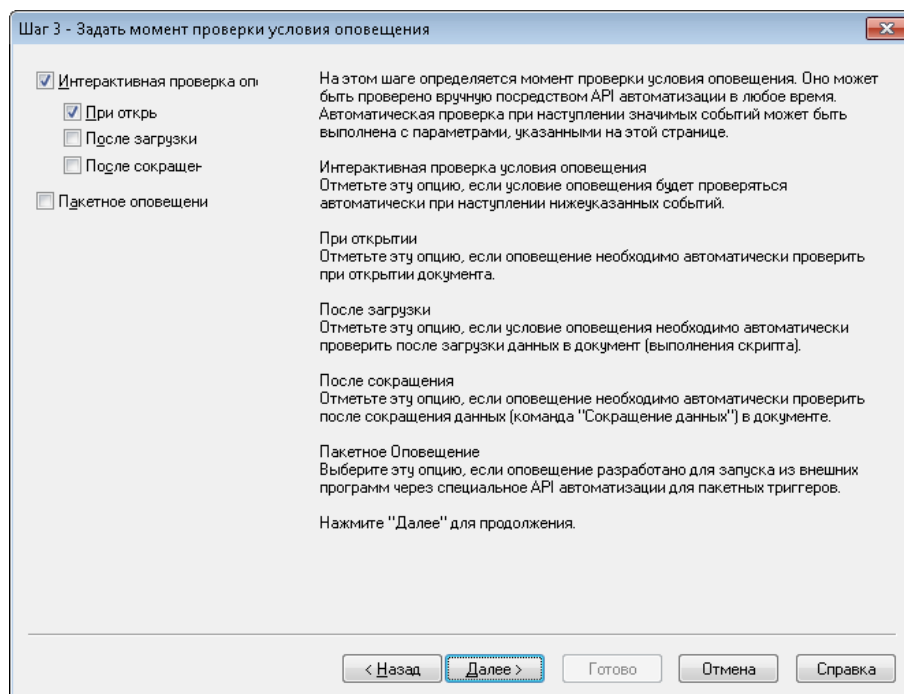 Шаг 3 - Задать момент проверки условия оповещения
Интерактивная проверка опо
При откры
После загрузки
После сокращен
Пакетное оповещени
На этом шаге определяется момент проверки условия оповещения. Оно может
быть проверено вручную посредством API автоматизации в любое время.
Автоматическая проверка при наступлении значимых событий может быть
выполнена с параметрами, указанными на этой странице.
Интерактивная проверка условия оповещения
Отметьте эту опцию, если условие оповещения будет проверяться
автоматически при наступлении нижеуказанных событий.
При открытии
Отметьте эту опцию, если оповещение необходимо автоматически проверить
при открытии документа.
После загрузки
Отметьте эту опцию, если условие оповещения необходимо автоматически
проверить после загрузки данных в документ (выполнения скрипта).
После сокращения
Отметьте эту опцию, если оповещение необходимо автоматически проверить
после сокращения данных (команда "Сокращение данных") в документе.
Пакетное Оповещение
Выберите эту опцию, если оповещение разработано для запуска из внешних
программ через специальное API автоматизации для пакетных триггеров.
Нажмите "Далее" для продолжения.
< Назад
Далее >
Готово
Отмена
Справка